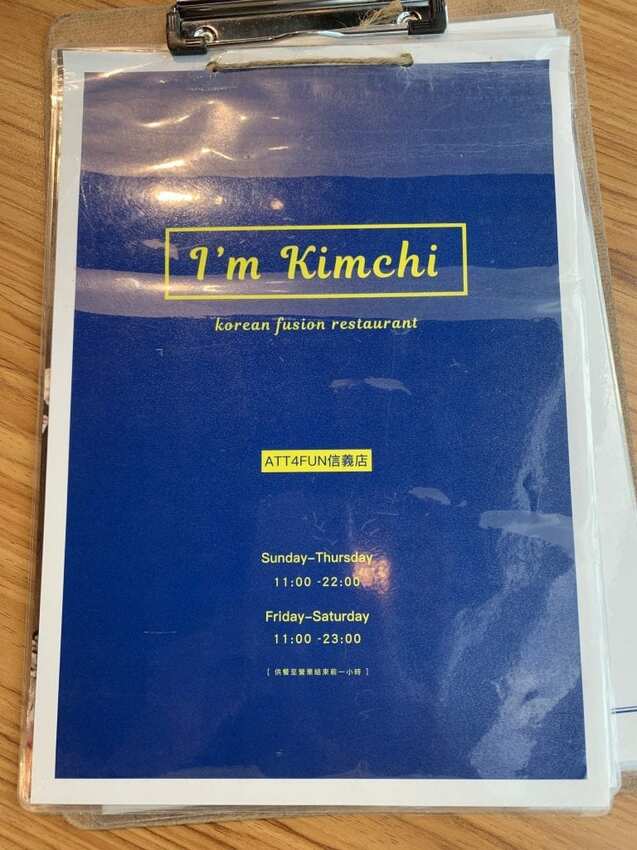 I'm Kimchi
korean fusion restaurant
ATT4FUN信義店
Sunday–Thursday
11:00 -22:00
Friday–Saturday
11:00 -23:00
[ 供餐至營業結束前一小時 ]